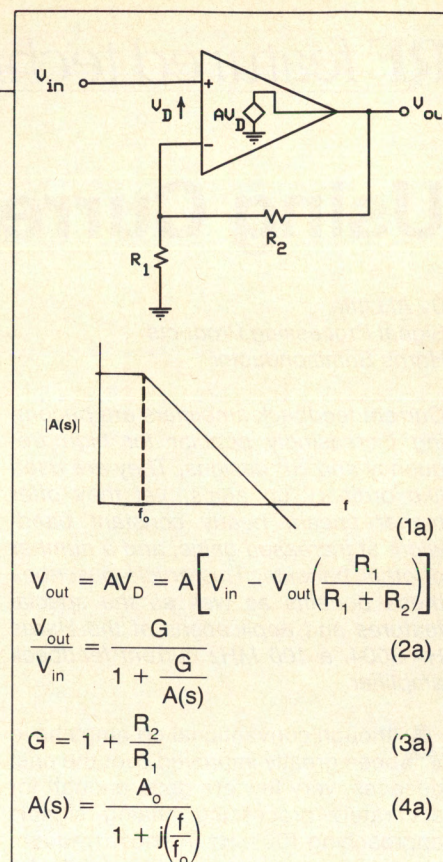 V_in
V_D
+
−
AV_D
R_1
R_2
|A(s)|
f_o
f
(1a)
V_out = AV_D = A[V_in − V_out(R_1 / (R_1 + R_2))]
V_out / V_in = G / (1 + G / A(s)) (2a)
G = 1 + R_2 / R_1 (3a)
A(s) = A_o / (1 + j(f / f_o)) (4a)